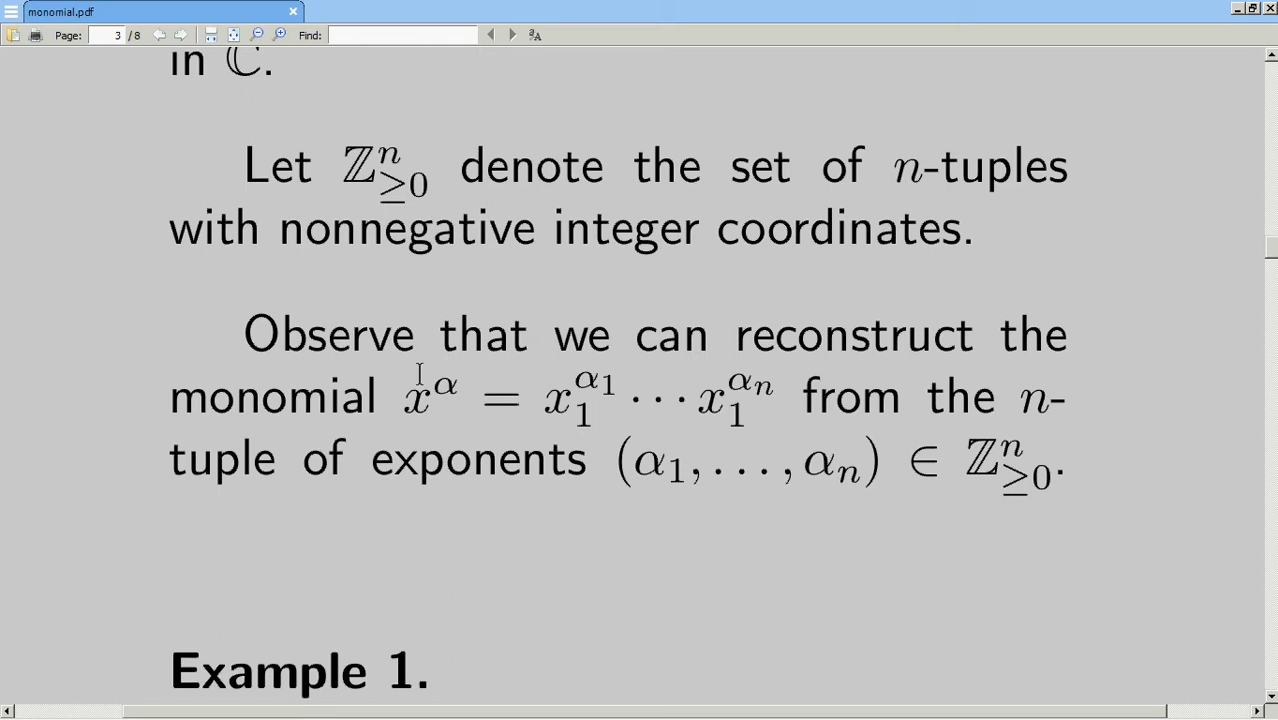 monomial.pdf
Page: 3 / 8 Find:
in ℂ.
Let ℤⁿ≥0 denote the set of n-tuples
with nonnegative integer coordinates.
Observe that we can reconstruct the
monomial x^α = x_1^{α_1} ⋯ x_1^{α_n} from the n-
tuple of exponents (α_1, …, α_n) ∈ ℤⁿ≥0.
Example 1.